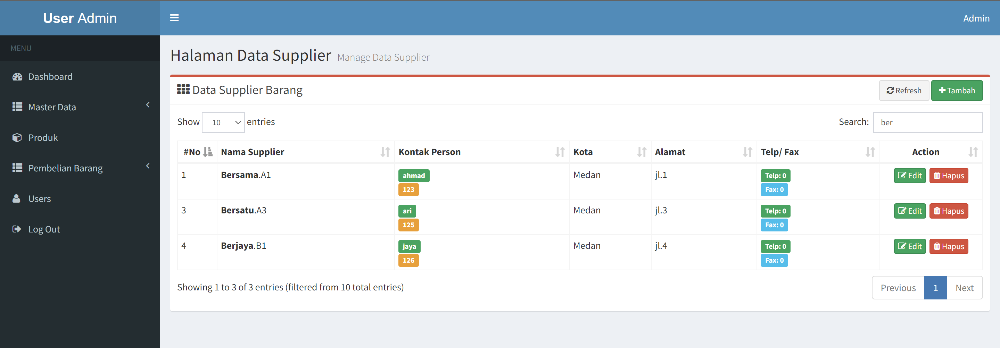 User Admin
Admin
MENU
Dashboard
Master Data
Produk
Pembelian Barang
Users
Log Out
Halaman Data Supplier Manage Data Supplier
Data Supplier Barang
Refresh Tambah
Show 10 entries Search: ber
#No Nama Supplier Kontak Person Kota Alamat Telp/ Fax Action
1 Bersama.A1 ahmad Medan jl.1 Telp: 0 Edit Hapus
123 Fax: 0
3 Bersatu.A3 ari Medan jl.3 Telp: 0 Edit Hapus
125 Fax: 0
4 Berjaya.B1 jaya Medan jl.4 Telp: 0 Edit Hapus
126 Fax: 0
Showing 1 to 3 of 3 entries (filtered from 10 total entries)
Previous 1 Next